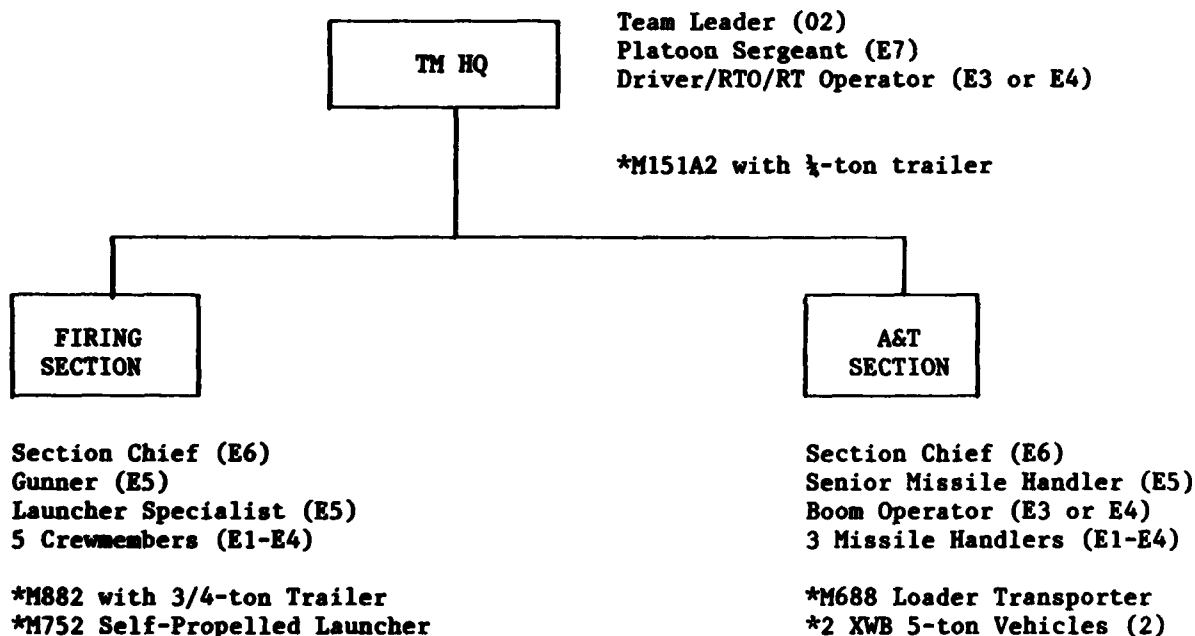 TM HQ
Team Leader (02)
Platoon Sergeant (E7)
Driver/RTO/RT Operator (E3 or E4)
*M151A2 with ¼-ton trailer
FIRING
SECTION
Section Chief (E6)
Gunner (E5)
Launcher Specialist (E5)
5 Crewmembers (E1-E4)
*M882 with 3/4-ton Trailer
*M752 Self-Propelled Launcher
A&T
SECTION
Section Chief (E6)
Senior Missile Handler (E5)
Boom Operator (E3 or E4)
3 Missile Handlers (E1-E4)
*M688 Loader Transporter
*2 XWB 5-ton Vehicles (2)